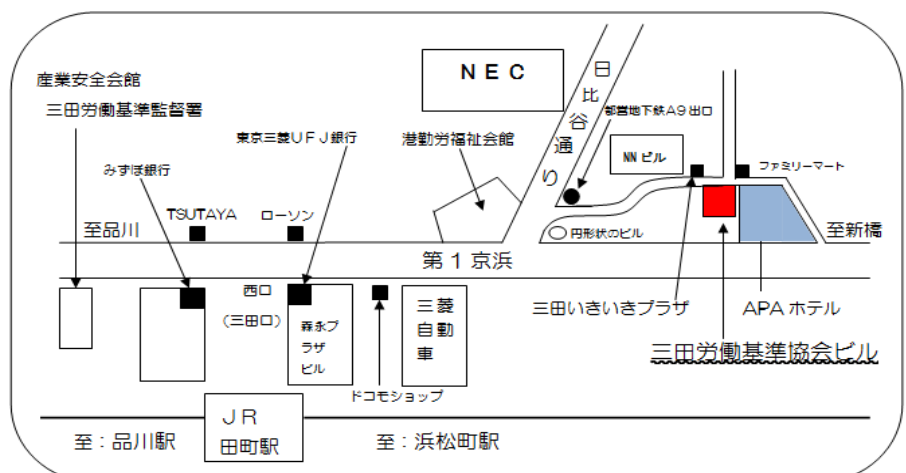 産業安全会館
三田労働基準監督署
みずほ銀行
東京三菱ＵＦＪ銀行
ＮＥＣ
港勤労福祉会館
日比谷通り
都営地下鉄Ａ９出口
NNビル
ファミリーマート
至品川
TSUTAYA
ローソン
円形状のビル
至新橋
第１京浜
西口
（三田口）
森永プ
ラザ
ビル
三菱
自動
車
三田いきいきプラザ
APAホテル
三田労働基準協会ビル
ドコモショップ
ＪＲ
田町駅
至：品川駅
至：浜松町駅